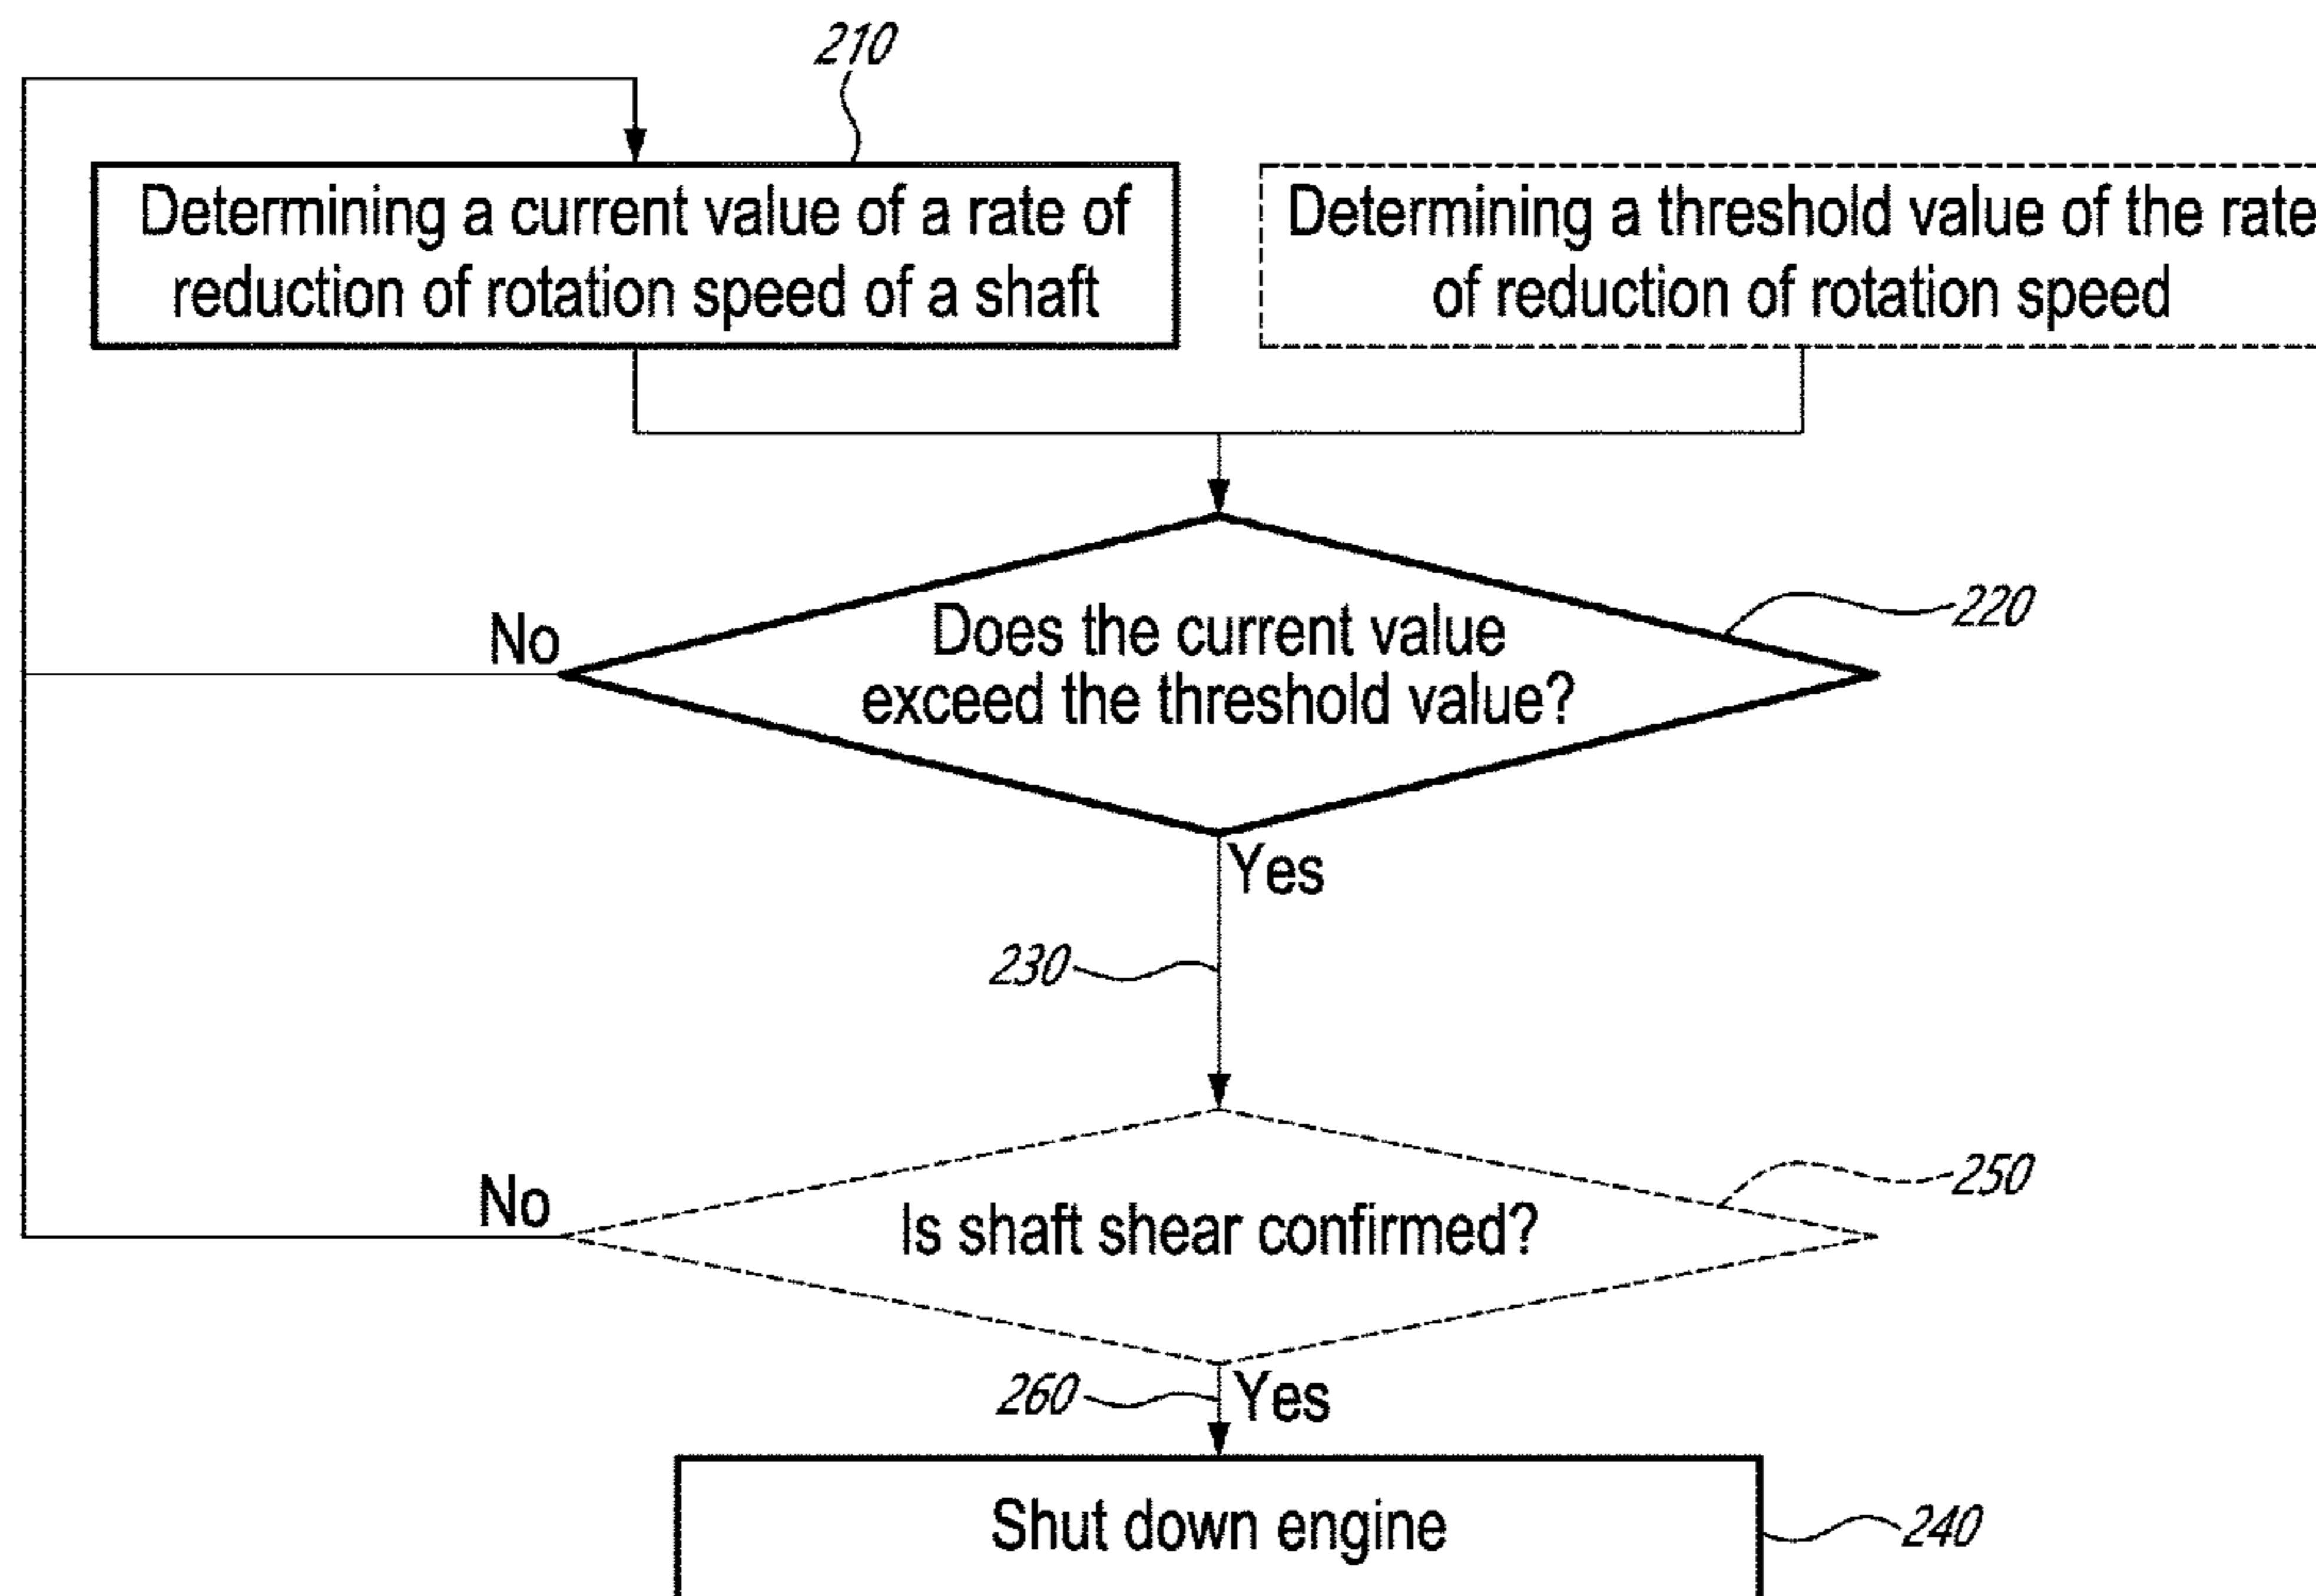 210
Determining a current value of a rate of
reduction of rotation speed of a shaft
Determining a threshold value of the rate
of reduction of rotation speed
No
Does the current value
exceed the threshold value?
220
Yes
230
No
Is shaft shear confirmed?
250
260
Yes
Shut down engine
240